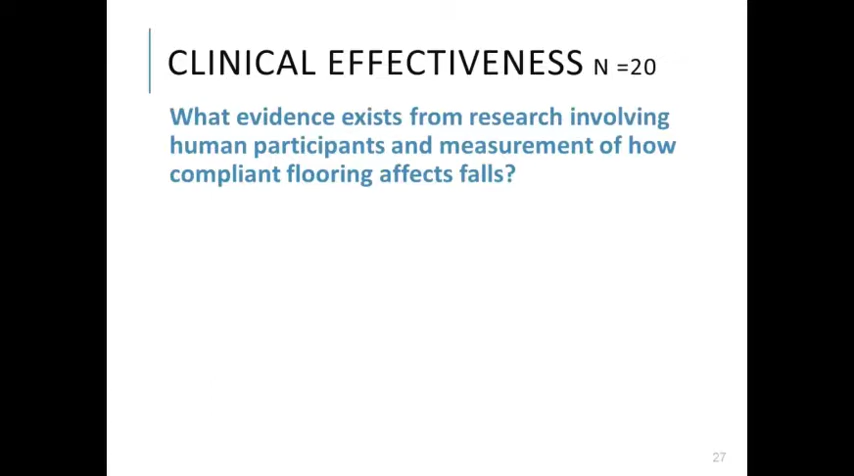 CLINICAL EFFECTIVENESS N =20
What evidence exists from research involving
human participants and measurement of how
compliant flooring affects falls?
27